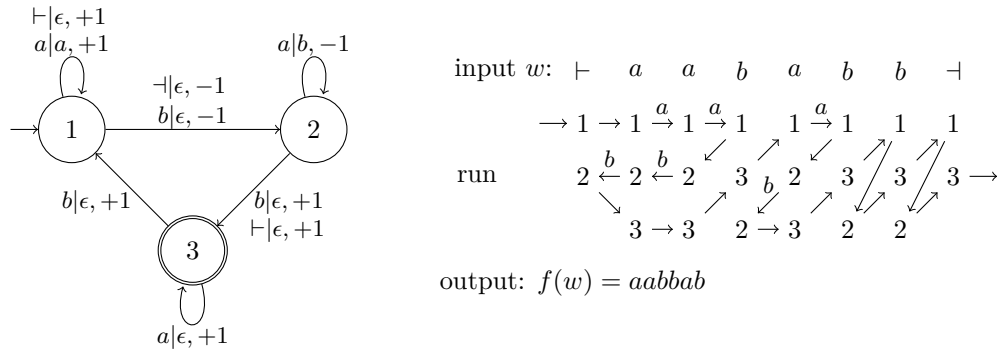 ⊢|ϵ, +1
a|a, +1
a|b, −1
⊣|ϵ, −1
b|ϵ, −1
1
2
b|ϵ, +1
b|ϵ, +1
⊢|ϵ, +1
3
a|ϵ, +1
input w: ⊢ a a b a b b ⊣
a a a
1 1 1 1 1 1 1 1
b b
run 2 2 2 3 2 3 3 3
b
3 3 2 3 2 2
output: f(w) = aabbab